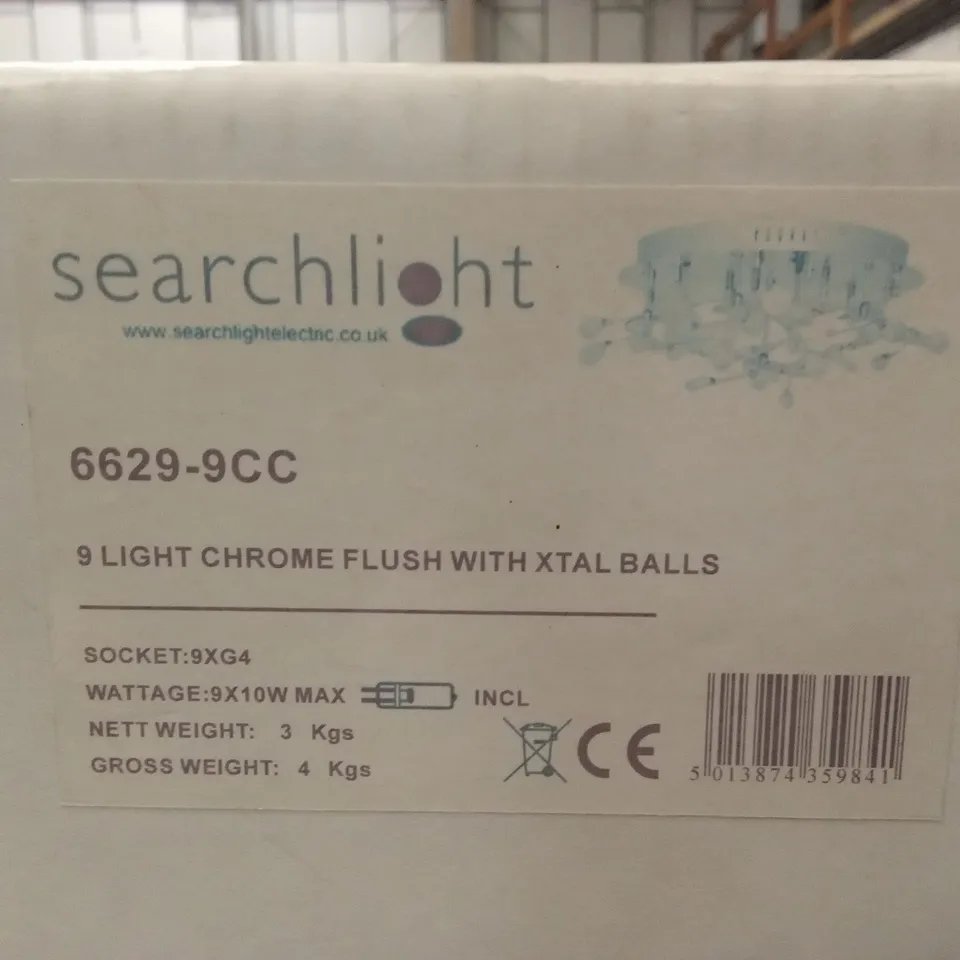 searchlight
www.searchlightelectric.co.uk
6629-9CC
9 LIGHT CHROME FLUSH WITH XTAL BALLS
SOCKET:9XG4
WATTAGE:9X10W MAX INCL
NETT WEIGHT: 3 Kgs
GROSS WEIGHT: 4 Kgs
CE
5 013874 359841